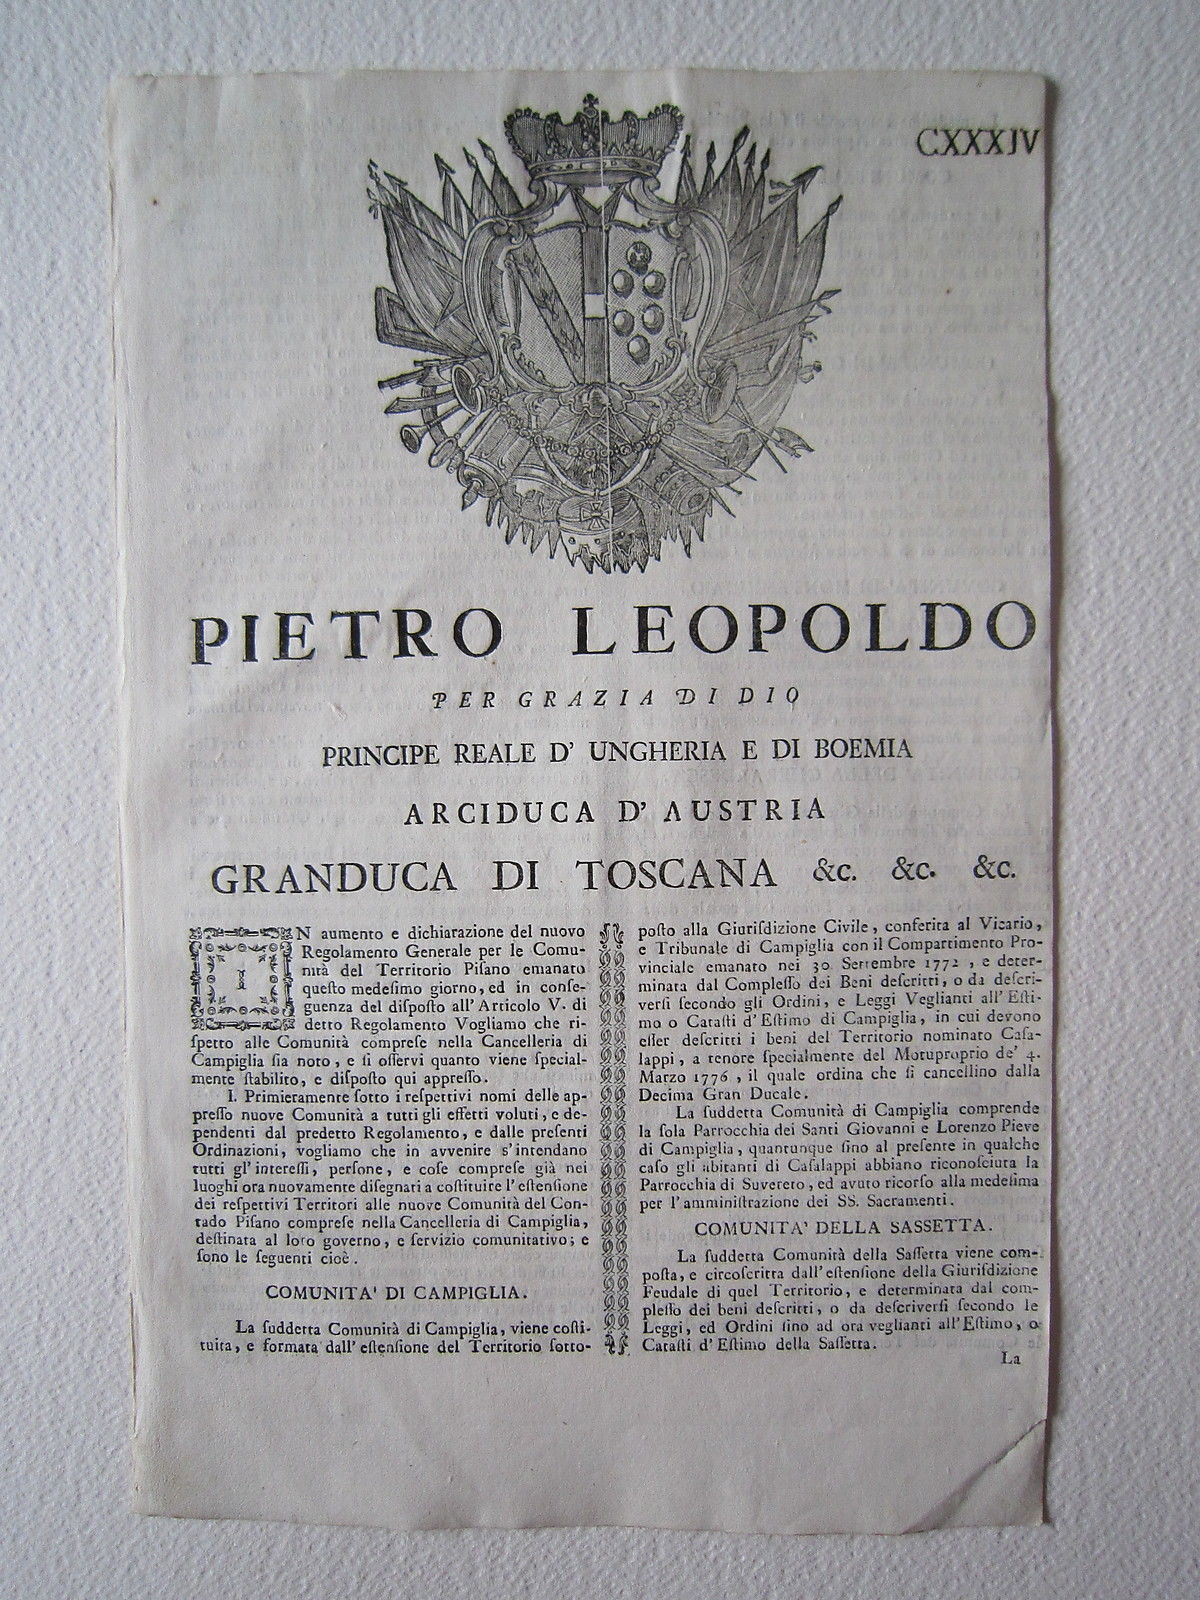 CXXXIV
PIETRO LEOPOLDO
PER GRAZIA DI DIO
PRINCIPE REALE D' UNGHERIA E DI BOEMIA
ARCIDUCA D' AUSTRIA
GRANDUCA DI TOSCANA &c. &c. &c.
IN aumento e dichiarazione del nuovo
Regolamento Generale per le Comu-
nità del Territorio Piſano emanato
queſto medeſimo giorno, ed in conſe-
guenza del diſpoſto all' Articolo V. di
detto Regolamento Vogliamo che ri-
ſpetto alle Comunità compreſe nella Cancelleria di
Campiglia ſia noto, e ſi oſſervi quanto viene ſpecial-
mente ſtabilito, e diſpoſto qui appreſſo.
I. Primieramente ſotto i reſpettivi nomi delle ap-
preſſo nuove Comunità a tutti gli effetti voluti, e de-
pendenti dal predetto Regolamento, e dalle preſenti
Ordinazioni, vogliamo che in avvenire s' intendano
tutti gl' intereſſi, perſone, e coſe compreſe già nei
luoghi ora nuovamente diſegnati a coſtituire l' eſtenſione
dei reſpettivi Territori alle nuove Comunità del Con-
tado Piſano compreſe nella Cancelleria di Campiglia,
deſtinata al loro governo, e ſervizio comunitativo; e
ſono le ſeguenti cioè.
COMUNITA' DI CAMPIGLIA.
La ſuddetta Comunità di Campiglia, viene coſti-
tuita, e formata dall' eſtenſione del Territorio ſotto-
poſto alla Giuriſdizione Civile, conferita al Vicario,
e Tribunale di Campiglia con il Compartimento Pro-
vinciale emanato nei 30 Settembre 1772, e deter-
minata dal Compleſſo dei Beni deſcritti, o da deſcri-
verſi ſecondo gli Ordini, e Leggi Veglianti all' Eſti-
mo o Cataſti d' Eſtimo di Campiglia, in cui devono
eſſer deſcritti i beni del Territorio nominato Caſa-
lappi, a tenore ſpecialmente del Motuproprio de' 4.
Marzo 1776, il quale ordina che ſi cancellino dalla
Decima Gran Ducale.
La ſuddetta Comunità di Campiglia comprende
la ſola Parrocchia dei Santi Giovanni e Lorenzo Pieve
di Campiglia, quantunque ſino al preſente in qualche
caſo gli abitanti di Caſalappi abbiano riconoſciuta la
Parrocchia di Suvereto, ed avuto ricorſo alla medeſima
per l' amminiſtrazione dei SS. Sacramenti.
COMUNITA' DELLA SASSETTA.
La ſuddetta Comunità della Saſſetta viene com-
poſta, e circoſcritta dall' eſtenſione della Giuriſdizione
Feudale di quel Territorio, e determinata dal com-
pleſſo dei beni deſcritti, o da deſcriverſi ſecondo le
Leggi, ed Ordini ſino ad ora veglianti all' Eſtimo, o
Cataſti d' Eſtimo della Saſſetta.
La